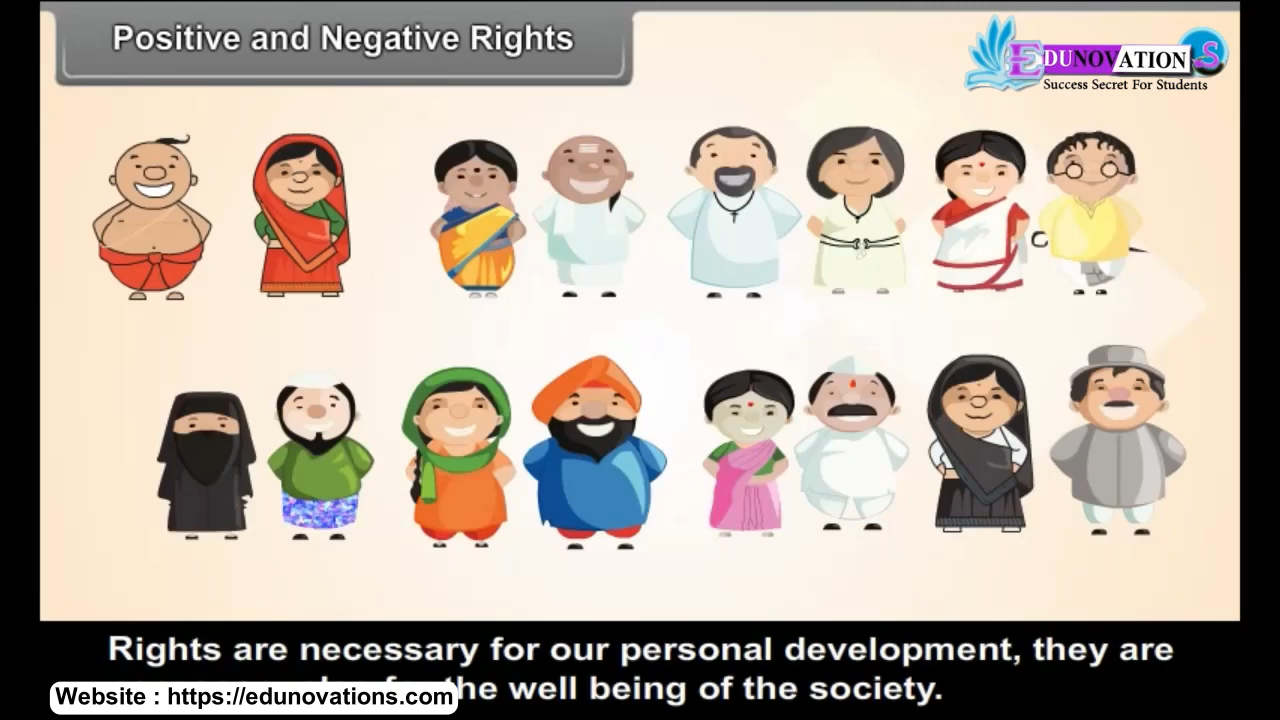 Positive and Negative Rights
EDUNOVATION S
Success Secret For Students
Rights are necessary for our personal development, they are
the well being of the society.
Website : https://edunovations.com